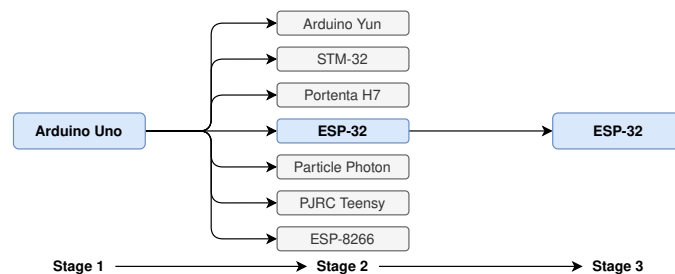 Arduino Yun
STM-32
Portenta H7
Arduino Uno
ESP-32
ESP-32
Particle Photon
PJRC Teensy
ESP-8266
Stage 1
Stage 2
Stage 3